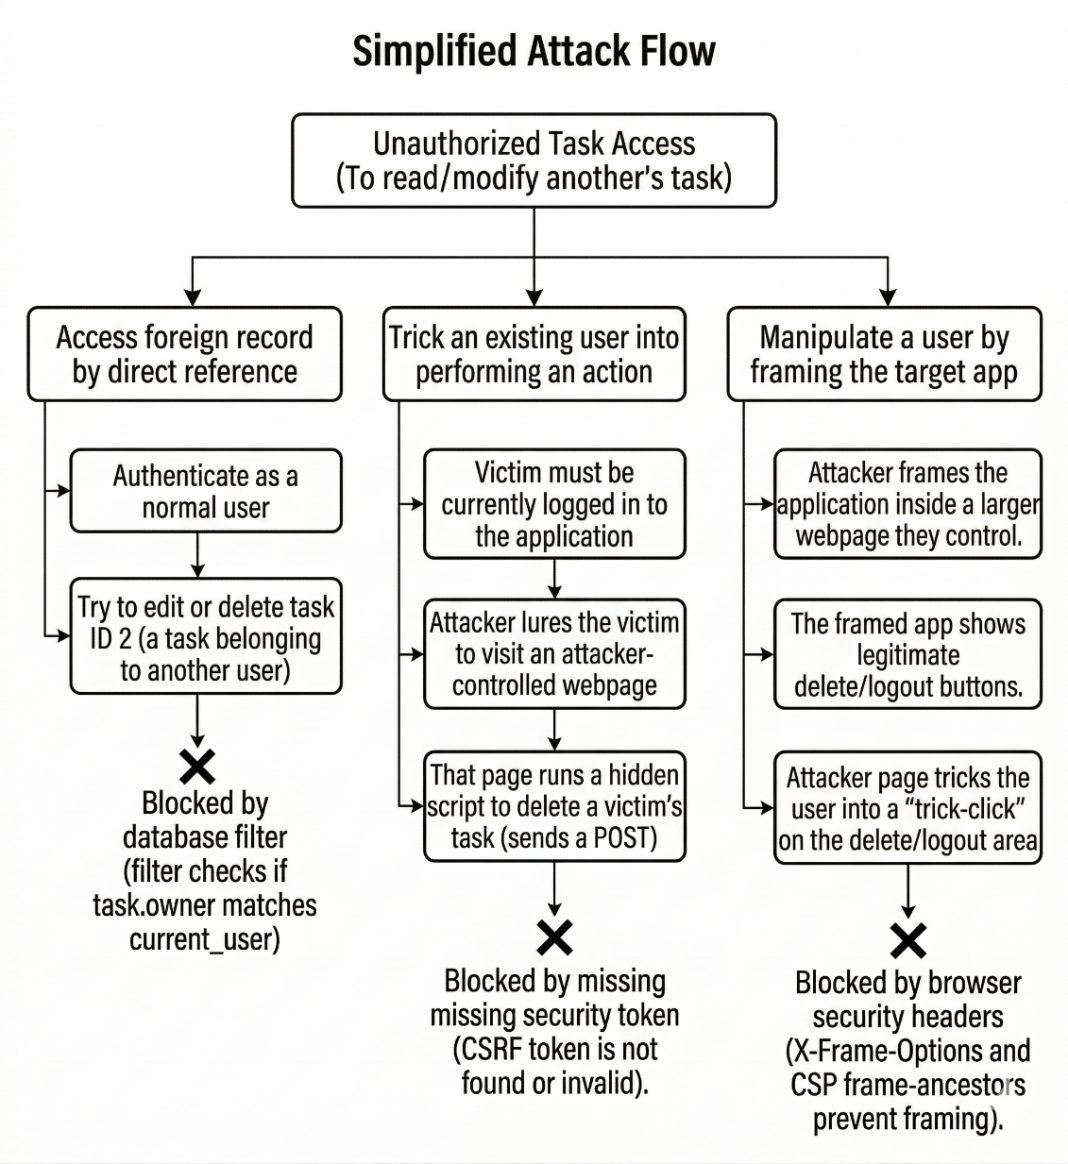 Simplified Attack Flow
Unauthorized Task Access
(To read/modify another's task)
Access foreign record
by direct reference
Authenticate as a
normal user
Try to edit or delete task
ID 2 (a task belonging
to another user)
Blocked by
database filter
(filter checks if
task.owner matches
current_user)
Trick an existing user into
performing an action
Victim must be
currently logged in to
the application
Attacker lures the victim
to visit an attacker-
controlled webpage
That page runs a hidden
script to delete a victim's
task (sends a POST)
Blocked by missing
missing security token
(CSRF token is not
found or invalid).
Manipulate a user by
framing the target app
Attacker frames the
application inside a larger
webpage they control.
The framed app shows
legitimate
delete/logout buttons.
Attacker page tricks the
user into a “trick-click”
on the delete/logout area
Blocked by browser
security headers
(X-Frame-Options and
CSP frame-ancestors
prevent framing).